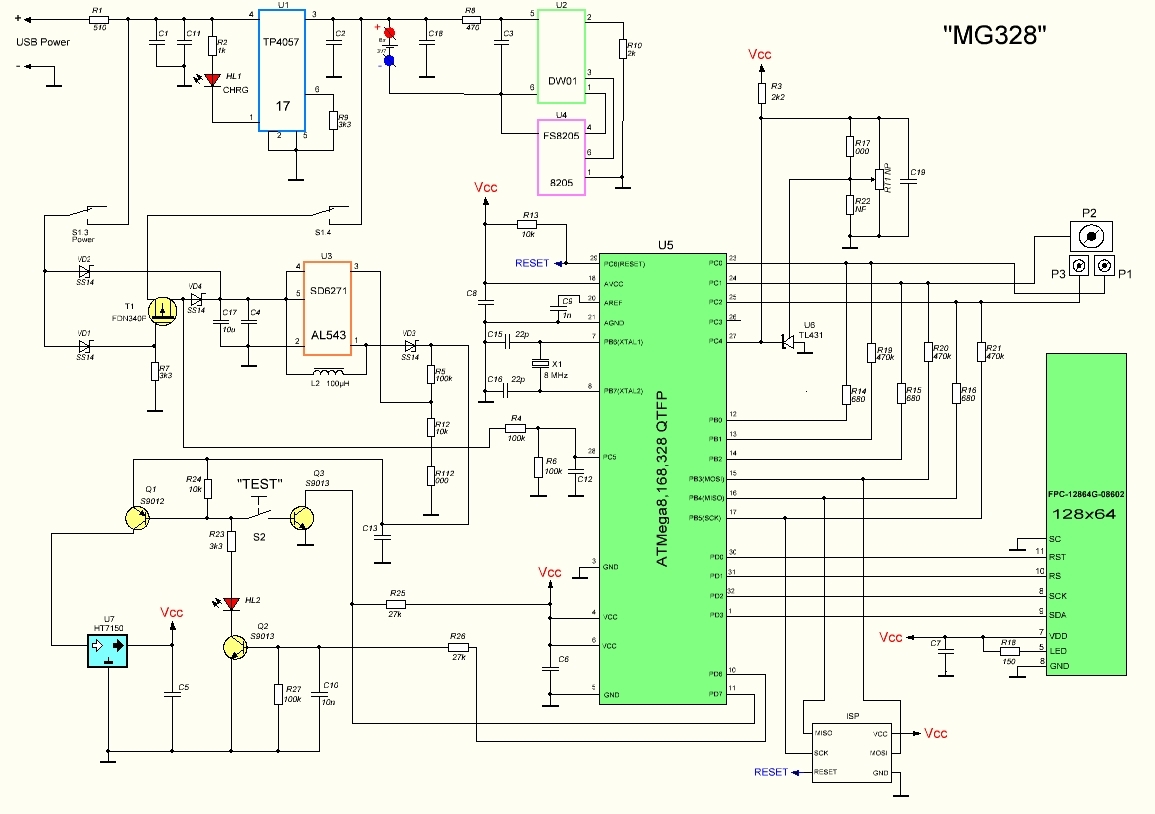 "MG328"
+
USB Power
-
R1
510
C1
C11
R2
1k
HL1
CHRG
U1
TP4057
17
4
3
6
1
2
5
C2
R9
3k3
+
-
C18
R8
470
C3
U2
DW01
5
2
3
1
6
R10
2k
U4
FS8205
8205
4
6
1
Vcc
R3
2k2
R17
000
R11 NP
R22
NF
C19
P2
P3
P1
S1.3
Power
S1.4
Vcc
R13
10k
RESET
C8
C9
1n
C15
22p
X1
8 MHz
C16
22p
VD2
SS14
VD4
SS14
T1
FDN340P
VD1
SS14
R7
3k3
C17
10u
C4
U3
SD6271
AL543
4
3
5
2
1
L2
100µH
VD3
SS14
R5
100k
R12
10k
R112
000
R4
100k
R6
100k
C12
U5
ATMega8,168,328 QTFP
29
PC6(RESET)
18
AVCC
20
AREF
21
AGND
7
PB6(XTAL1)
8
PB7(XTAL2)
28
PC5
3
GND
4
VCC
6
VCC
5
GND
PC0
23
PC1
24
PC2
25
PC3
26
PC4
27
PB0
12
PB1
13
PB2
14
PB3(MOSI)
15
PB4(MISO)
16
PB5(SCK)
17
PD0
30
PD1
31
PD2
32
PD3
1
PD6
10
PD7
11
U6
TL431
R19
470k
R20
470k
R21
470k
R14
680
R15
680
R16
680
FPC-12864G-08602
128x64
SC
11
RST
10
RS
8
SCK
9
SDA
7
VDD
5
LED
8
GND
Vcc
C7
R18
150
Q1
S9012
R24
10k
"TEST"
S2
Q3
S9013
R23
3k3
C13
HL2
Q2
S9013
R25
27k
Vcc
R26
27k
C6
U7
HT7150
Vcc
C5
R27
100k
C10
10n
ISP
MISO
VCC
Vcc
SCK
MOSI
RESET
RESET
GND